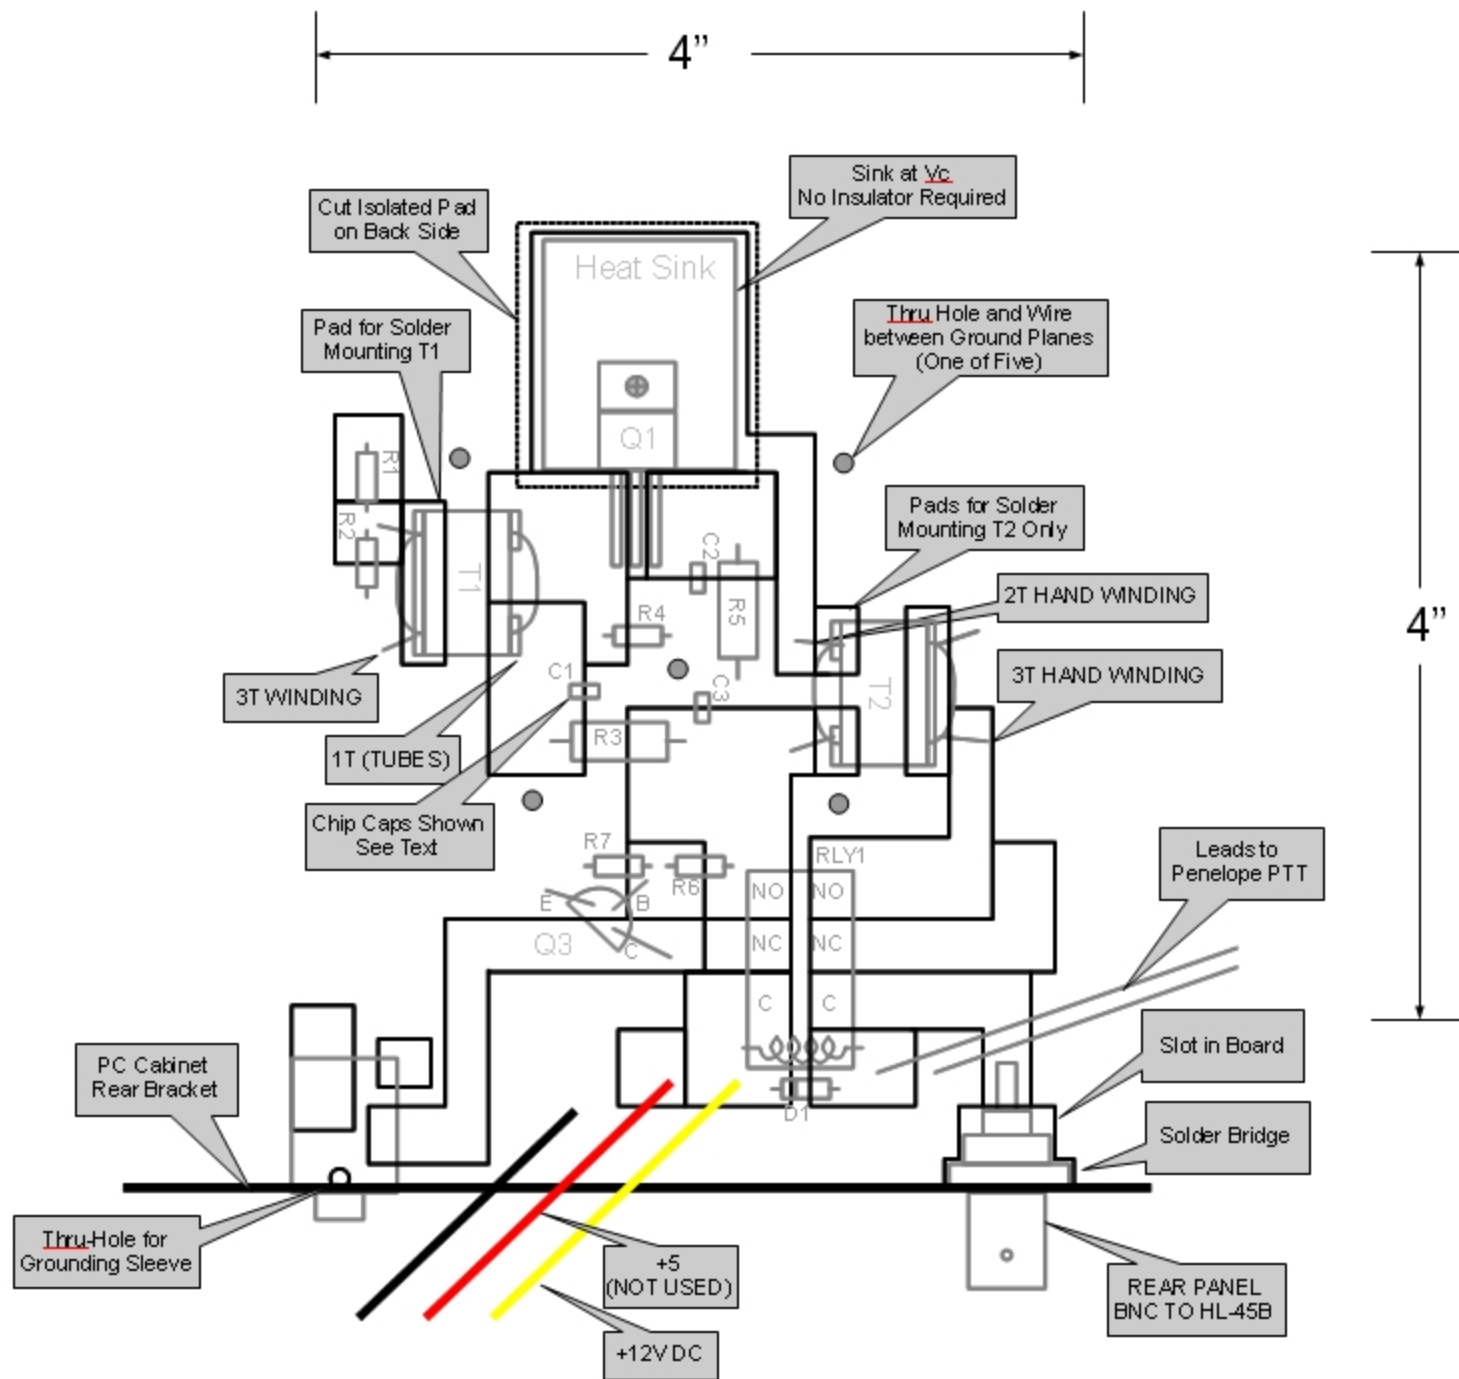 4”
Sink at Vc
No Insulator Required
Cut Isolated Pad
on Back Side
Heat Sink
Thru Hole and Wire
between Ground Planes
(One of Five)
Pad for Solder
Mounting T1
Q1
R1
R2
Pads for Solder
Mounting T2 Only
T1
C2
R5
R4
2T HAND WINDING
4”
3T HAND WINDING
3T WINDING
C1
C3
T2
R3
1T (TUBES)
Chip Caps Shown
See Text
R7
R6
RLY1
Leads to
Penelope PTT
NO
NO
E
B
Q3
C
NC
NC
C
C
PC Cabinet
Rear Bracket
Slot in Board
D1
Solder Bridge
Thru-Hole for
Grounding Sleeve
+5
(NOT USED)
REAR PANEL
BNC TO HL-45B
+12V DC